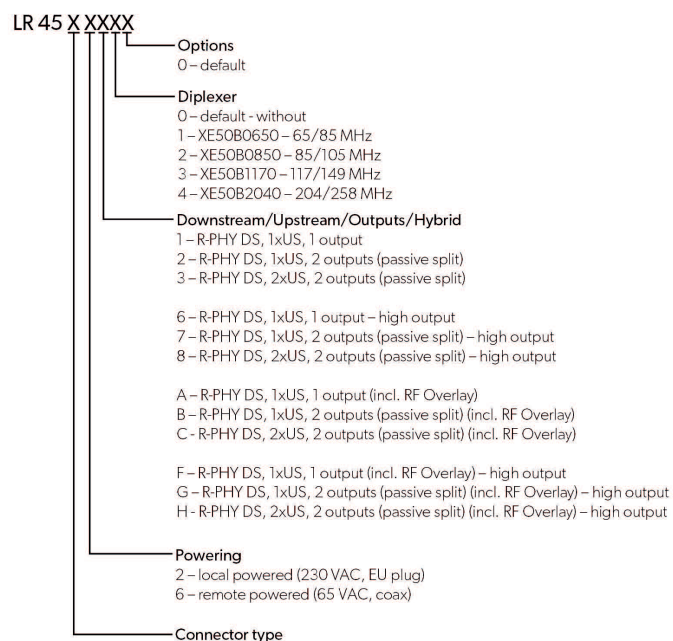 LR 45 X XXXX
Options
0 – default
Diplexer
0 – default - without
1 – XE50B0650 – 65/85 MHz
2 – XE50B0850 – 85/105 MHz
3 – XE50B1170 – 117/149 MHz
4 – XE50B2040 – 204/258 MHz
Downstream/Upstream/Outputs/Hybrid
1 – R-PHY DS, 1xUS, 1 output
2 – R-PHY DS, 1xUS, 2 outputs (passive split)
3 – R-PHY DS, 2xUS, 2 outputs (passive split)
6 – R-PHY DS, 1xUS, 1 output – high output
7 – R-PHY DS, 1xUS, 2 outputs (passive split) – high output
8 – R-PHY DS, 2xUS, 2 outputs (passive split) – high output
A – R-PHY DS, 1xUS, 1 output (incl. RF Overlay)
B – R-PHY DS, 1xUS, 2 outputs (passive split) (incl. RF Overlay)
C - R-PHY DS, 2xUS, 2 outputs (passive split) (incl. RF Overlay)
F – R-PHY DS, 1xUS, 1 output (incl. RF Overlay) – high output
G – R-PHY DS, 1xUS, 2 outputs (passive split) (incl. RF Overlay) – high output
H - R-PHY DS, 2xUS, 2 outputs (passive split) (incl. RF Overlay) – high output
Powering
2 – local powered (230 VAC, EU plug)
6 – remote powered (65 VAC, coax)
Connector type